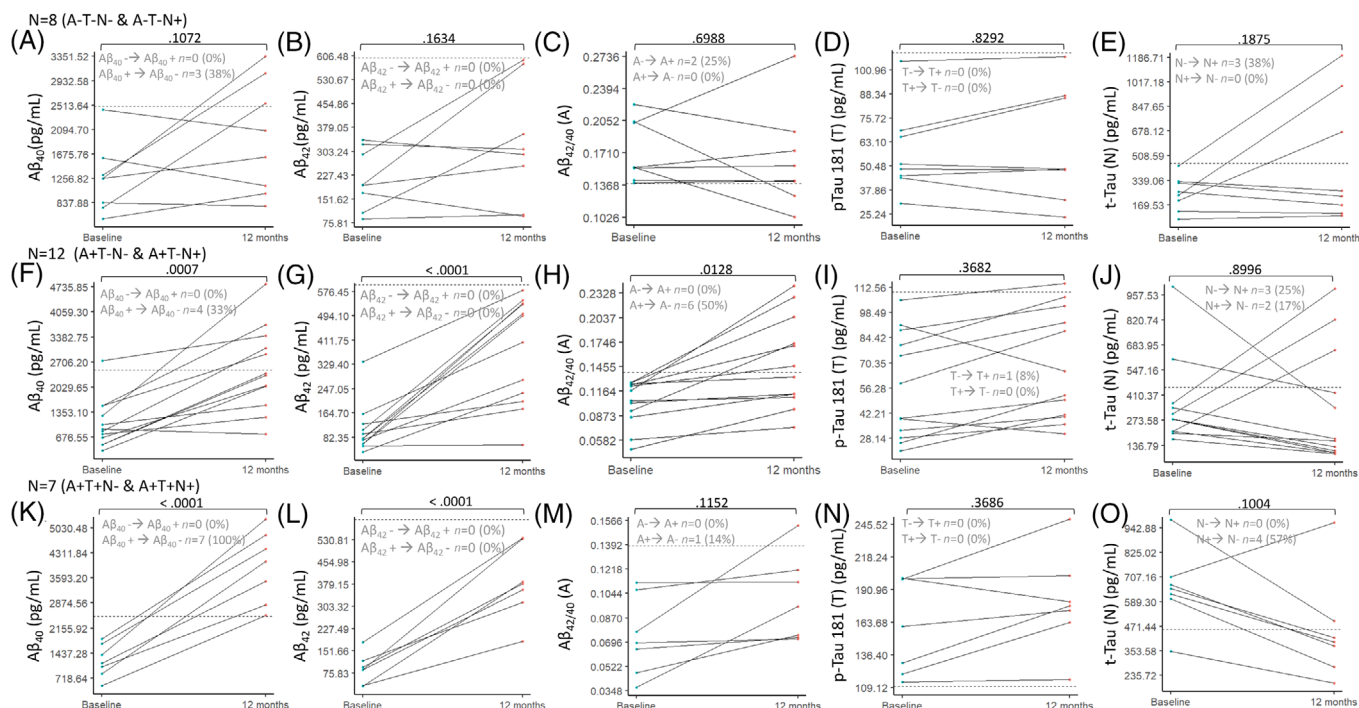 N=8 (A-T-N- & A-T-N+)
(A)
.1072
Aβ40 -→ Aβ40 + n=0 (0%)
Aβ40 + → Aβ40 - n=3 (38%)
3351.52
2932.58
2513.64
2094.70
1675.76
1256.82
837.88
Aβ40(pg/mL)
Baseline
12 months
(B)
.1634
Aβ42 - → Aβ42 + n=0 (0%)
Aβ42 + → Aβ42 - n=0 (0%)
606.48
454.86
379.05
303.24
227.43
151.62
75.81
Aβ42(pg/mL)
Baseline
12 months
(C)
.6988
A-→ A+ n=2 (25%)
A+→ A- n=0 (0%)
0.2736
0.2394
0.2052
0.1710
0.1368
0.1026
Aβ42/40 (A)
Baseline
12 months
(D)
.8292
T-→ T+ n=0 (0%)
T+→ T- n=0 (0%)
100.96
88.34
75.72
63.10
50.48
37.86
25.24
pTau 181 (T) (pg/mL)
Baseline
12 months
(E)
.1875
N-→ N+ n=3 (38%)
N+→ N- n=0 (0%)
1186.71
1017.18
847.65
678.12
508.59
339.06
169.53
t-Tau (N) (pg/mL)
Baseline
12 months
N=12 (A+T-N- & A+T-N+)
(F)
.0007
Aβ40 -→ Aβ40 + n=0 (0%)
Aβ40 + → Aβ40 - n=4 (33%)
4735.85
4059.30
3382.75
2706.20
2029.65
1353.10
676.55
Aβ40 (pg/mL)
Baseline
12 months
(G)
<.0001
Aβ42 -→ Aβ42 + n=0 (0%)
Aβ42 + → Aβ42 - n=0 (0%)
576.45
494.10
411.75
329.40
247.05
164.70
82.35
Aβ42 (pg/mL)
Baseline
12 months
(H)
.0128
A-→ A+ n=0 (0%)
A+→ A- n=6 (50%)
0.2328
0.2037
0.1746
0.1455
0.1164
0.0873
0.0582
Aβ42/40 (A)
Baseline
12 months
(I)
.3682
T-→ T+ n=1 (8%)
T+→ T- n=0 (0%)
112.56
98.49
84.42
70.35
56.28
42.21
28.14
p-Tau 181 (T) (pg/mL)
Baseline
12 months
(J)
.8996
N-→ N+ n=3 (25%)
N+→ N- n=2 (17%)
957.53
820.74
683.95
547.16
410.37
273.58
136.79
t-Tau (N) (pg/mL)
Baseline
12 months
N=7 (A+T+N- & A+T+N+)
(K)
<.0001
Aβ40 -→ Aβ40 + n=0 (0%)
Aβ40 + → Aβ40 - n=7 (100%)
5030.48
4311.84
3593.20
2874.56
2155.92
1437.28
718.64
Aβ40 (pg/mL)
Baseline
12 months
(L)
<.0001
Aβ42 -→ Aβ42 + n=0 (0%)
Aβ42 + → Aβ42 - n=0 (0%)
530.81
454.98
379.15
303.32
227.49
151.66
75.83
Aβ42 (pg/mL)
Baseline
12 months
(M)
.1152
A-→ A+ n=0 (0%)
A+→ A- n=1 (14%)
0.1566
0.1392
0.1218
0.1044
0.0870
0.0696
0.0522
0.0348
Aβ42/40 (A)
Baseline
12 months
(N)
.3686
T-→ T+ n=0 (0%)
T+→ T- n=0 (0%)
245.52
218.24
190.96
163.68
136.40
109.12
p-Tau 181 (T) (pg/mL)
Baseline
12 months
(O)
.1004
N-→ N+ n=0 (0%)
N+→ N- n=4 (57%)
942.88
825.02
707.16
589.30
471.44
353.58
235.72
t-Tau (N) (pg/mL)
Baseline
12 months